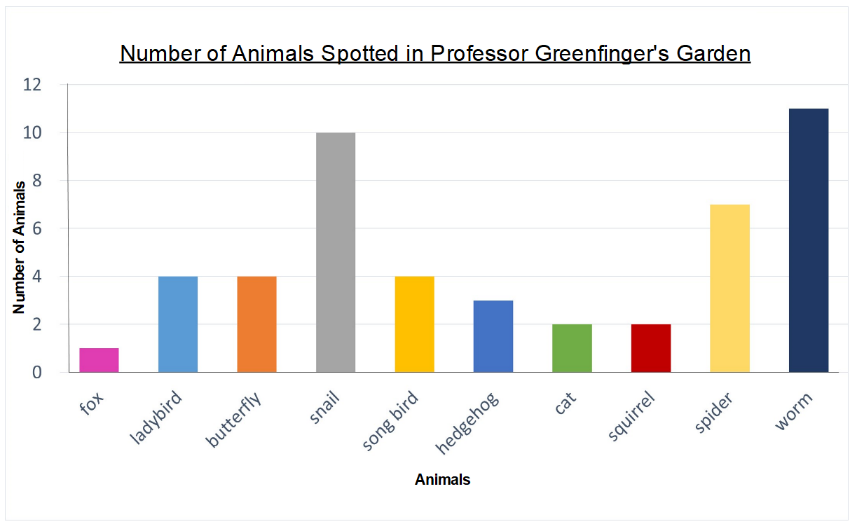 Number of Animals Spotted in Professor Greenfinger's Garden
12
10
8
6
4
2
0
Number of Animals
fox
ladybird
butterfly
snail
song bird
hedgehog
cat
squirrel
spider
worm
Animals